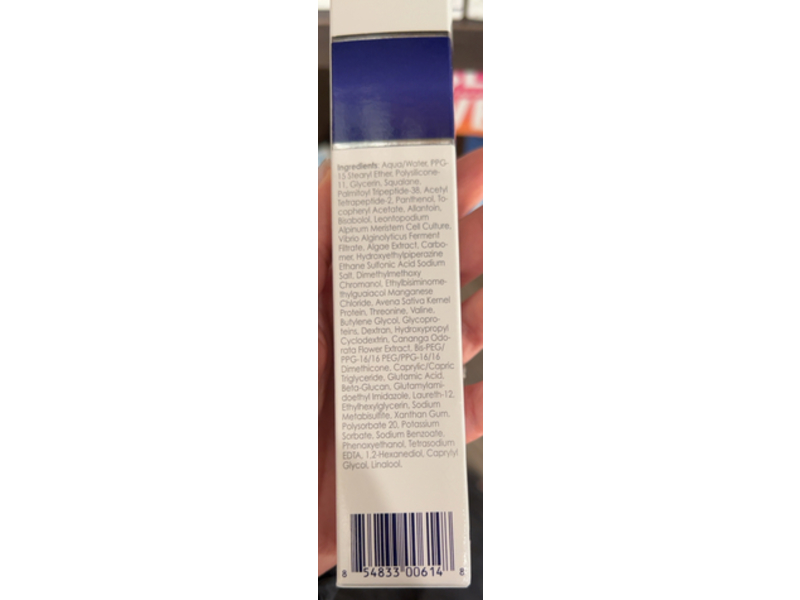 Ingredients: Aqua/Water, PPG-
15 Stearyl Ether, Polysilicone-
11, Glycerin, Squalane,
Palmitoyl Tripeptide-38, Acetyl
Tetrapeptide-2, Panthenol, To-
copheryl Acetate, Allantoin,
Bisabolol, Leontopodium
Alpinum Meristem Cell Culture,
Vibrio Alginolyticus Ferment
Filtrate, Algae Extract, Carbo-
mer, Hydroxyethylpiperazine
Ethane Sulfonic Acid Sodium
Salt, Dimethylmethoxy
Chromanol, Ethylbisiminome-
thylguaiacol Manganese
Chloride, Avena Sativa Kernel
Protein, Threonine, Valine,
Butylene Glycol, Glycopro-
teins, Dextran, Hydroxypropyl
Cyclodextrin, Cananga Odo-
rata Flower Extract, Bis-PEG/
PPG-16/16 PEG/PPG-16/16
Dimethicone, Caprylic/Capric
Triglyceride, Glutamic Acid,
Beta-Glucan, Glutamylami-
doethyl Imidazole, Laureth-12,
Ethylhexylglycerin, Sodium
Metabisulfite, Xanthan Gum,
Polysorbate 20, Potassium
Sorbate, Sodium Benzoate,
Phenoxyethanol, Tetrasodium
EDTA, 1,2-Hexanediol, Caprylyl
Glycol, Linalool.
8 54833 00614 8